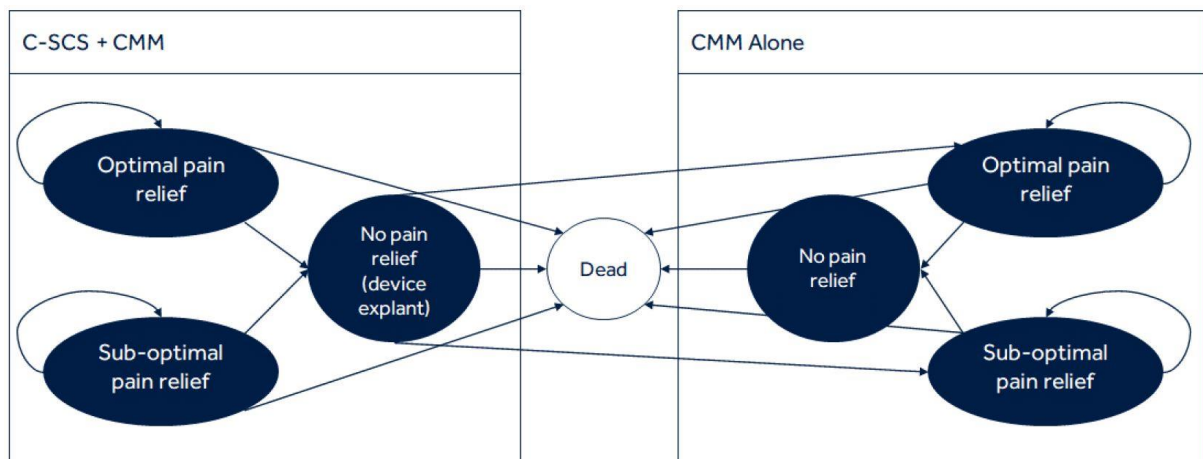 C-SCS + CMM
Optimal pain
relief
Sub-optimal
pain relief
No pain
relief
(device
explant)
Dead
CMM Alone
Optimal pain
relief
No pain
relief
Sub-optimal
pain relief